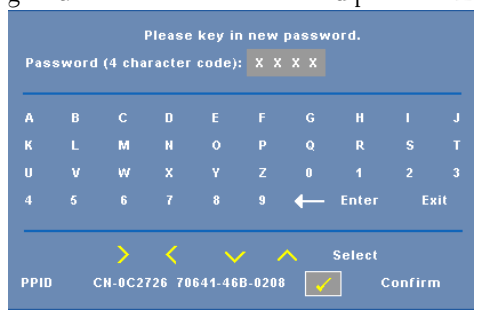 Please key in new password.
Password (4 character code): X X X X
A B C D E F G H I J
K L M N O P Q R S T
U V W X Y Z 0 1 2 3
4 5 6 7 8 9 ← Enter Exit
Select
PPID CN-0C2726 70641-46B-0208 ✓ Confirm